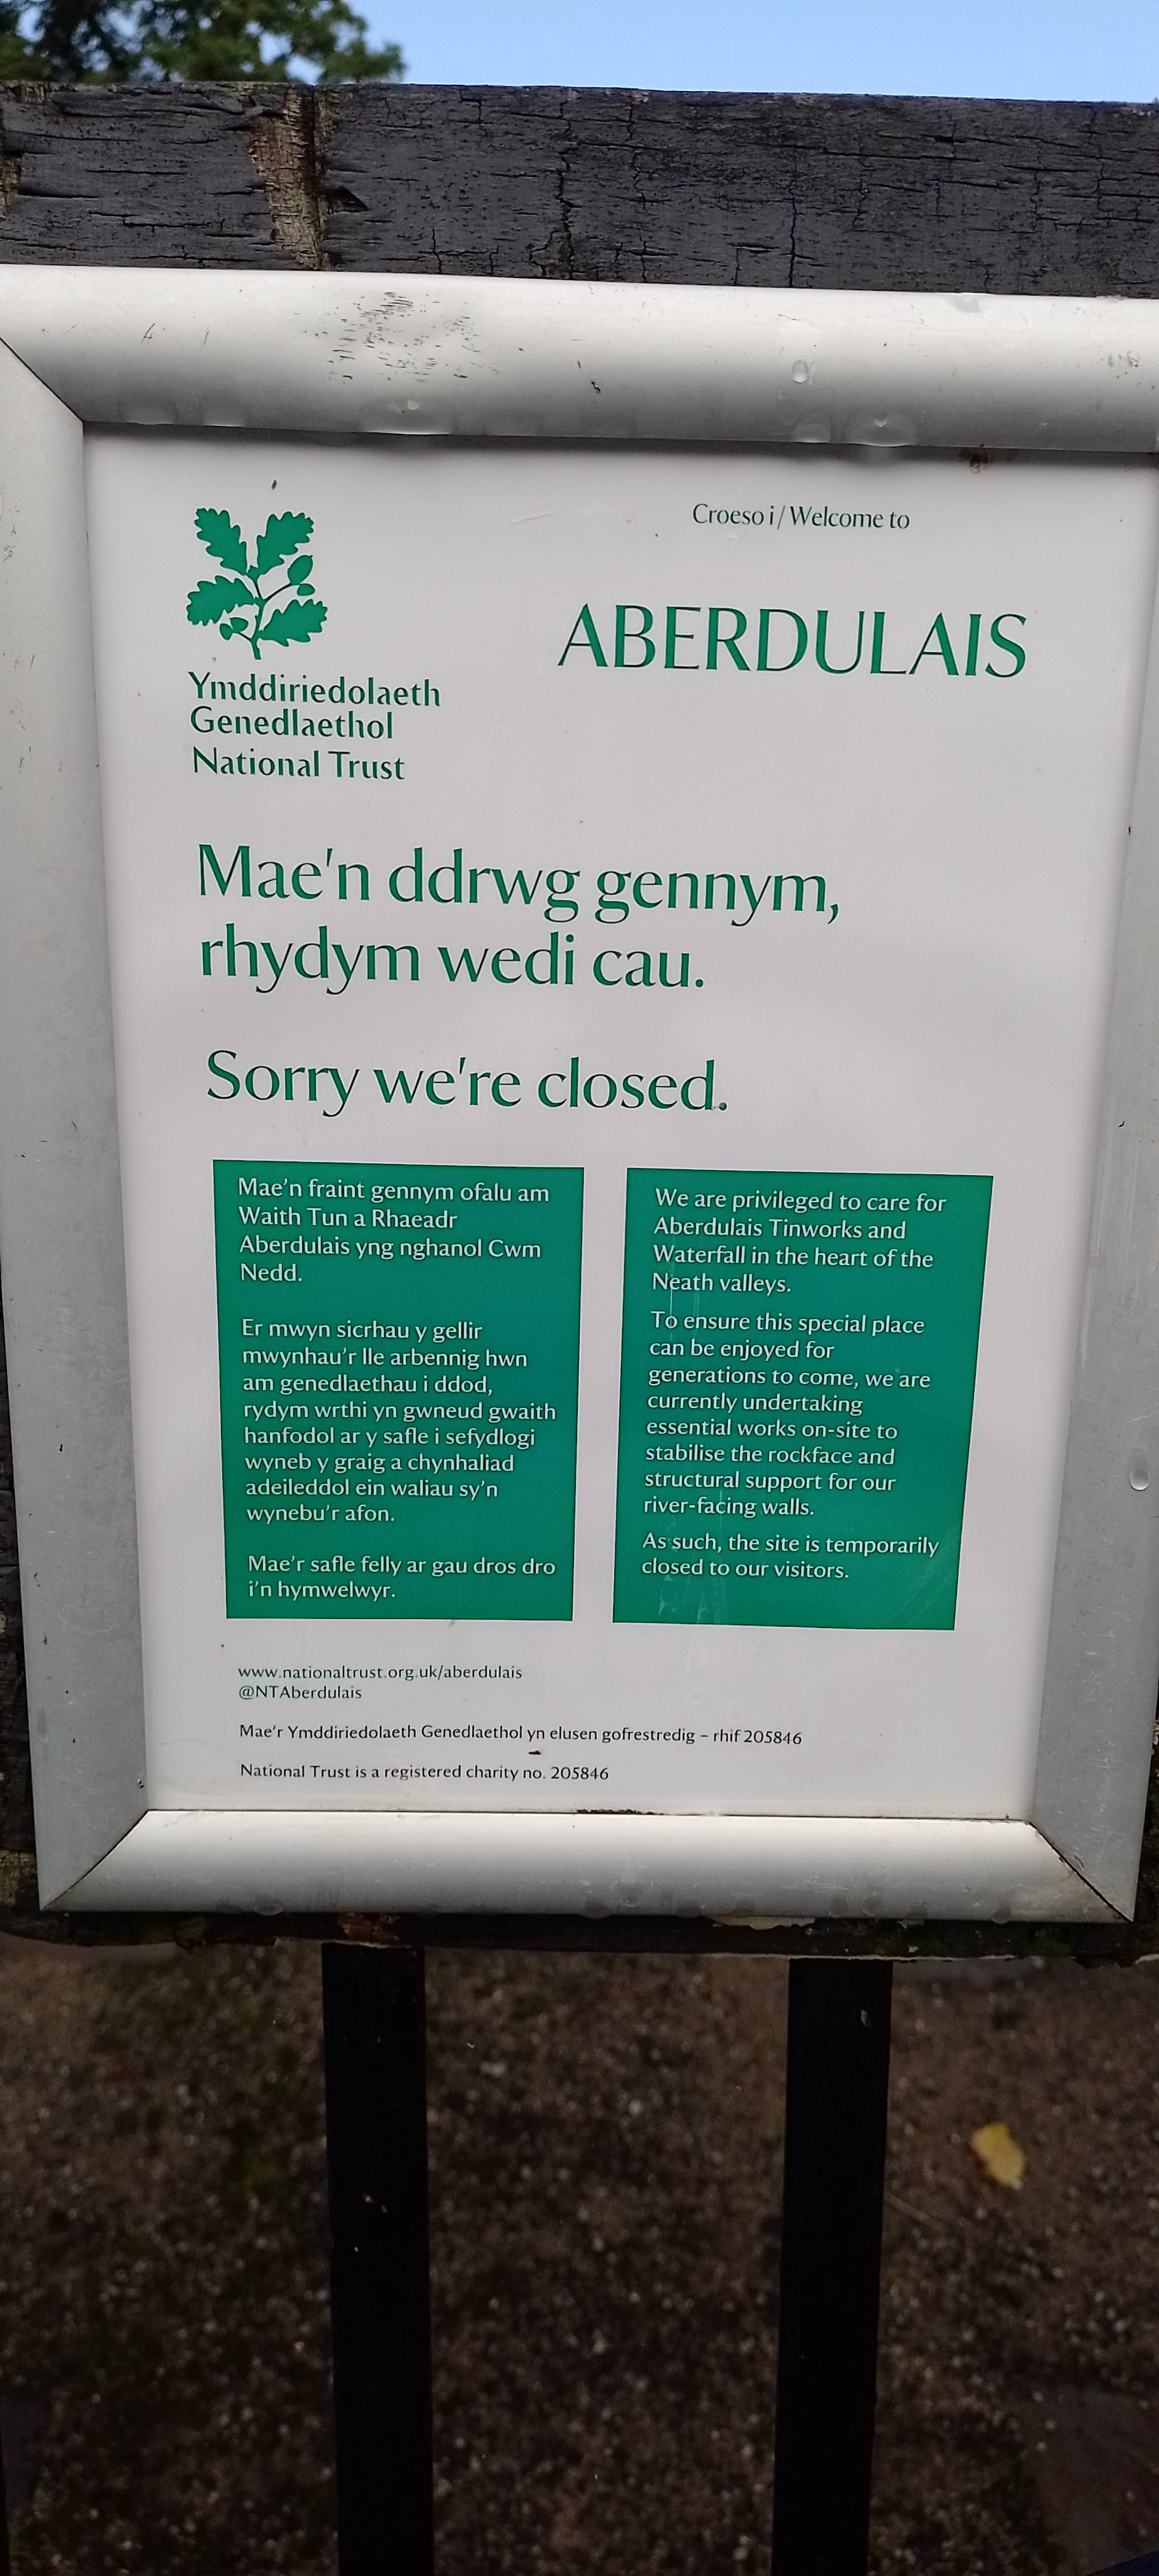 Croeso i / Welcome to
ABERDULAIS
Ymddiriedolaeth
Genedlaethol
National Trust
Mae'n ddrwg gennym,
rhydym wedi cau.
Sorry we're closed.
Mae'n fraint gennym ofalu am
Waith Tun a Rhaeadr
Aberdulais yng nghanol Cwm
Nedd.
Er mwyn sicrhau y gellir
mwynhau'r lle arbennig hwn
am genedlaethau i ddod,
rydym wrthi yn gwneud gwaith
hanfodol ar y safle i sefydlogi
wyneb y graig a chynhaliad
adeileddol ein waliau sy'n
wynebu'r afon.
Mae'r safle felly ar gau dros dro
i'n hymwelwyr.
We are privileged to care for
Aberdulais Tinworks and
Waterfall in the heart of the
Neath valleys.
To ensure this special place
can be enjoyed for
generations to come, we are
currently undertaking
essential works on-site to
stabilise the rockface and
structural support for our
river-facing walls.
As such, the site is temporarily
closed to our visitors.
www.nationaltrust.org.uk/aberdulais
@NTAberdulais
Mae'r Ymddiriedolaeth Genedlaethol yn elusen gofrestredig – rhif 205846
National Trust is a registered charity no. 205846